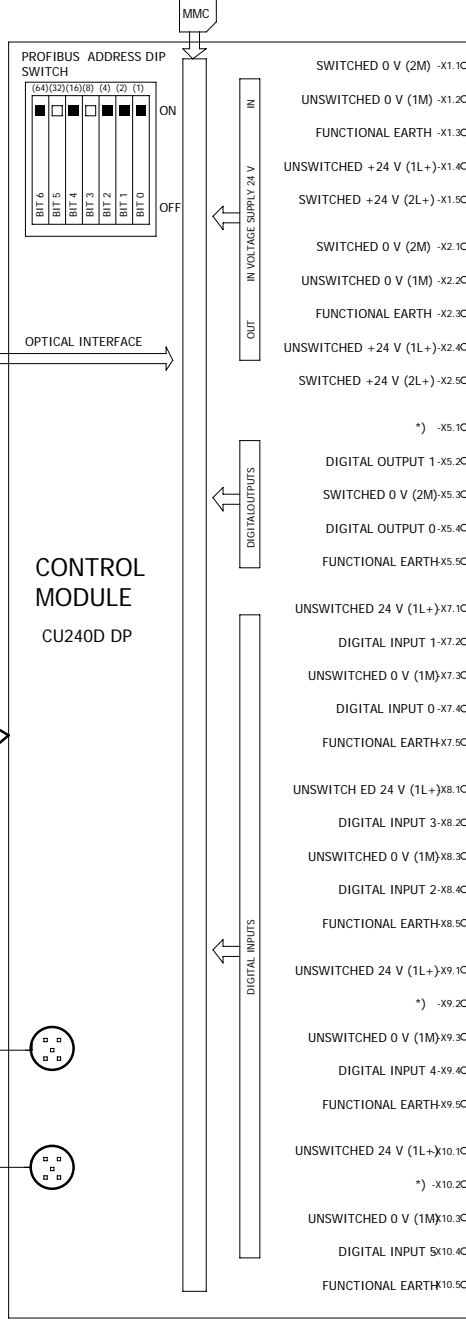 MMC
PROFIBUS ADDRESS DIP
SWITCH
(64)(32)(16)(8) (4) (2) (1)
ON
BIT 6
BIT 5
BIT 4
BIT 3
BIT 2
BIT 1
BIT 0
OFF
OPTICAL INTERFACE
CONTROL
MODULE
CU240D DP
IN
IN VOLTAGE SUPPLY 24 V
OUT
DIGITALOUTPUTS
DIGITAL INPUTS
SWITCHED 0 V (2M) -X1.1
UNSWITCHED 0 V (1M) -X1.2
FUNCTIONAL EARTH -X1.3
UNSWITCHED +24 V (1L+)-X1.4
SWITCHED +24 V (2L+) -X1.5
SWITCHED 0 V (2M) -X2.1
UNSWITCHED 0 V (1M) -X2.2
FUNCTIONAL EARTH -X2.3
UNSWITCHED +24 V (1L+)-X2.4
SWITCHED +24 V (2L+) -X2.5
*) -X5.1
DIGITAL OUTPUT 1-X5.2
SWITCHED 0 V (2M)-X5.3
DIGITAL OUTPUT 0-X5.4
FUNCTIONAL EARTH-X5.5
UNSWITCHED 24 V (1L+)-X7.1
DIGITAL INPUT 1-X7.2
UNSWITCHED 0 V (1M)-X7.3
DIGITAL INPUT 0-X7.4
FUNCTIONAL EARTH-X7.5
UNSWITCH ED 24 V (1L+)-X8.1
DIGITAL INPUT 3-X8.2
UNSWITCHED 0 V (1M)-X8.3
DIGITAL INPUT 2-X8.4
FUNCTIONAL EARTH-X8.5
UNSWITCHED 24 V (1L+)-X9.1
*) -X9.2
UNSWITCHED 0 V (1M)-X9.3
DIGITAL INPUT 4-X9.4
FUNCTIONAL EARTH-X9.5
UNSWITCHED 24 V (1L+)-X10.1
*) -X10.2
UNSWITCHED 0 V (1M)-X10.3
DIGITAL INPUT 5-X10.4
FUNCTIONAL EARTH-X10.5